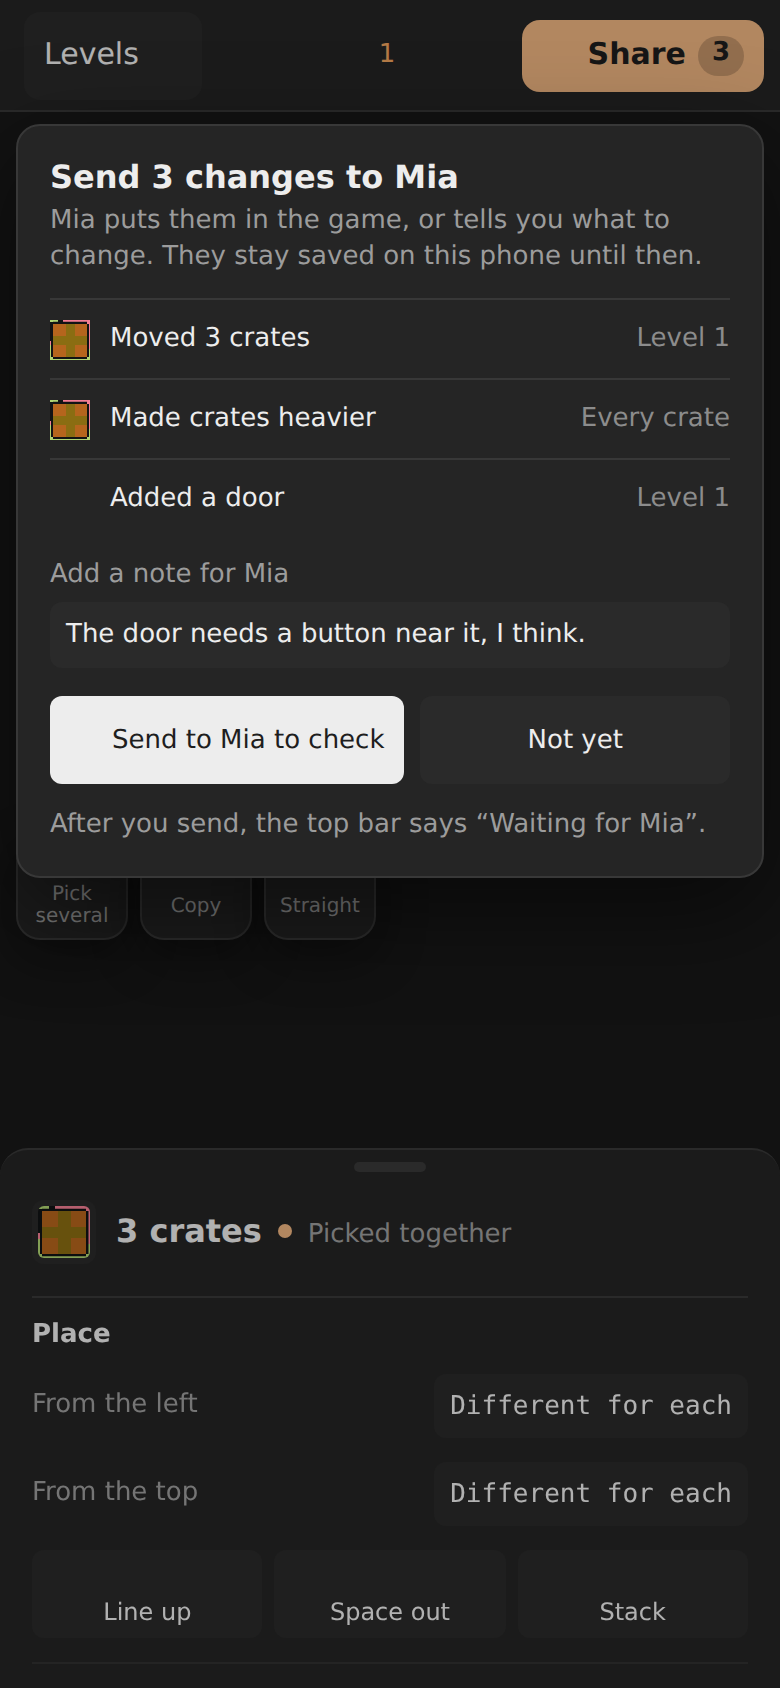 Levels
1
Share 3
Send 3 changes to Mia
Mia puts them in the game, or tells you what to
change. They stay saved on this phone until then.
Moved 3 crates Level 1
Made crates heavier Every crate
Added a door Level 1
Add a note for Mia
The door needs a button near it, I think.
Send to Mia to check
Not yet
After you send, the top bar says “Waiting for Mia”.
Pick
several
Copy
Straight
3 crates Picked together
Place
From the left Different for each
From the top Different for each
Line up
Space out
Stack